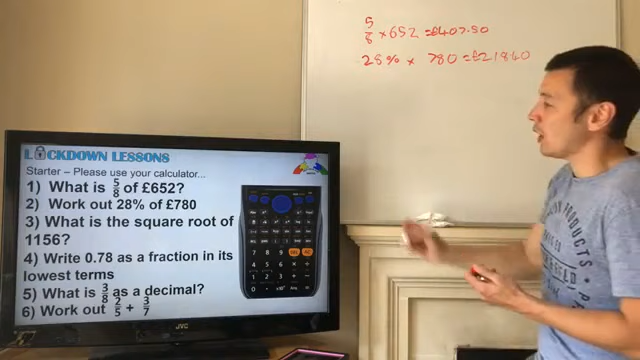 5/8 × 652 = £407.50
28% × 780 = £218.40
LOCKDOWN LESSONS
Starter – Please use your calculator...
1) What is 5/8 of £652?
2) Work out 28% of £780
3) What is the square root of
1156?
4) Write 0.78 as a fraction in its
lowest terms
5) What is 3/8 as a decimal?
6) Work out 2/5 + 3/7
JVC